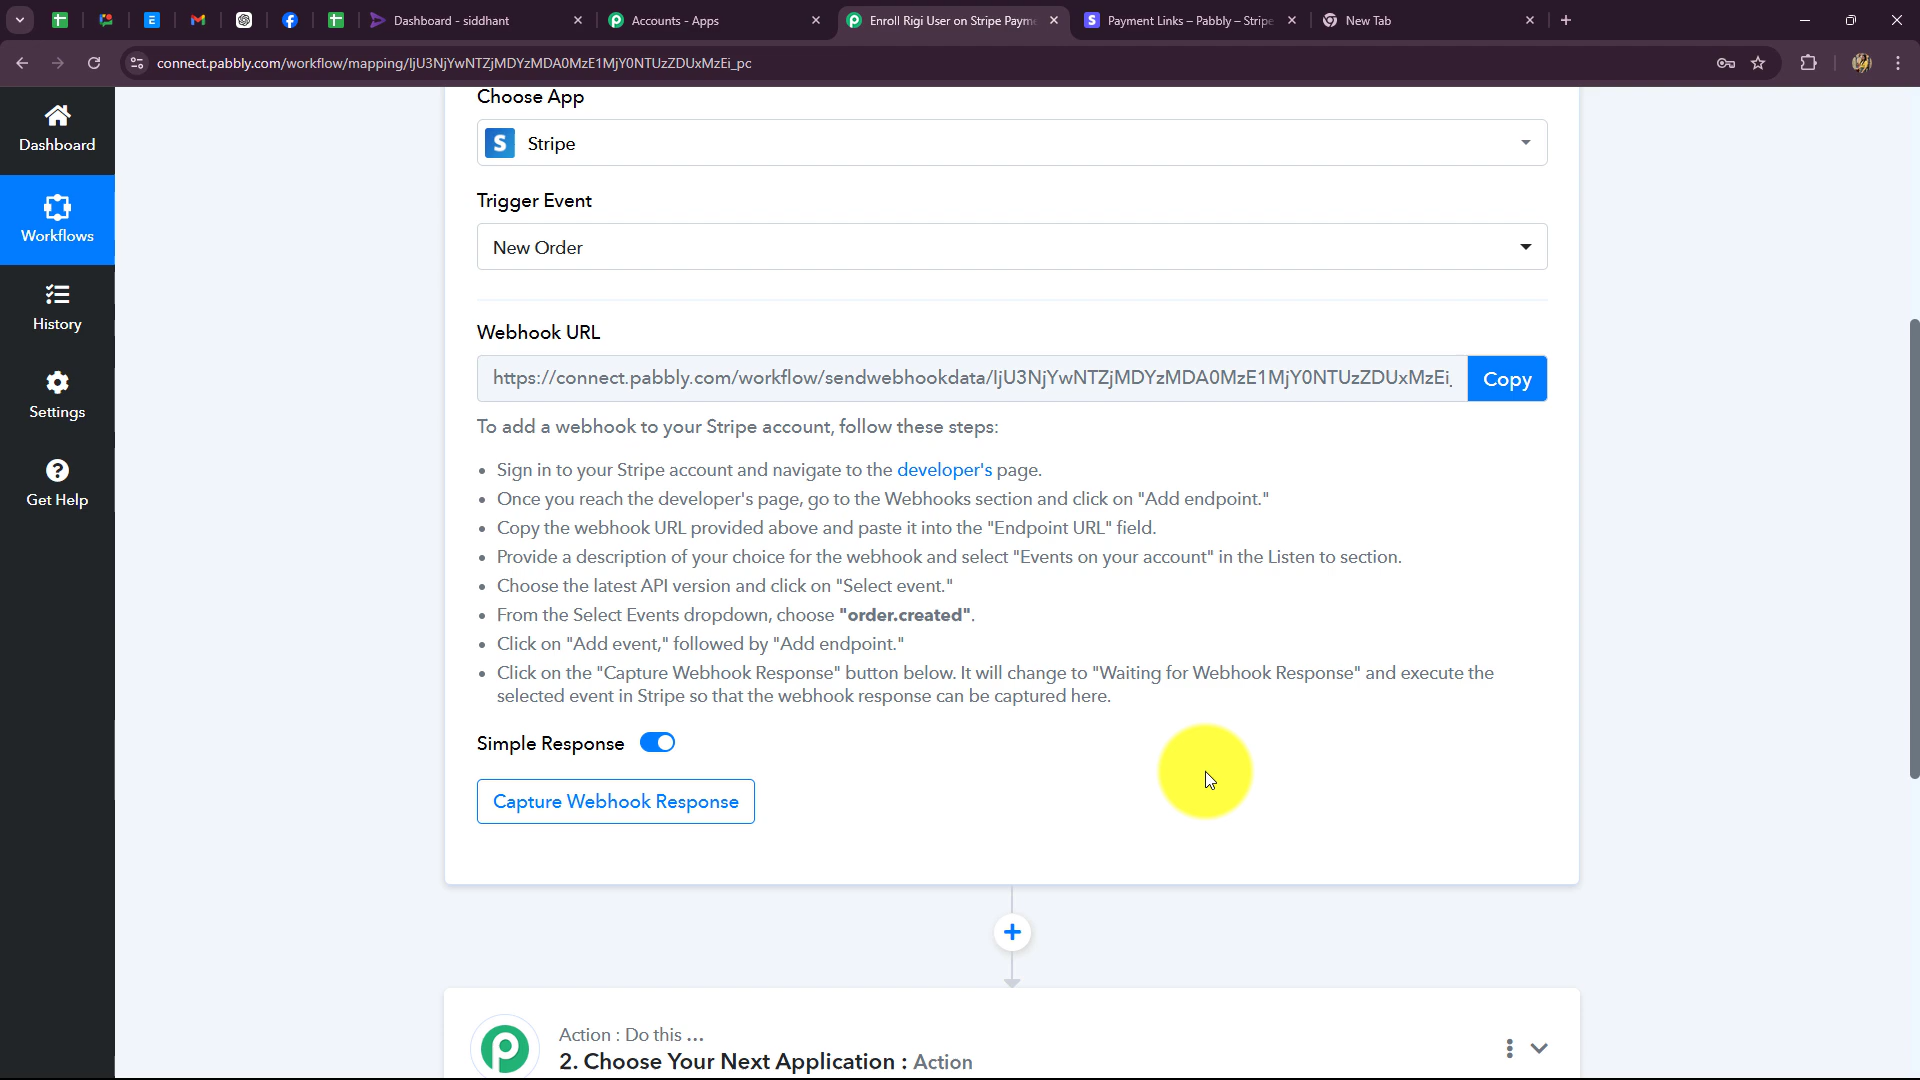 Dashboard - siddhant
Accounts - Apps
Enroll Rigi User on Stripe Payme
Payment Links – Pabbly – Stripe
New Tab
connect.pabbly.com/workflow/mapping/IjU3NjYwNTZjMDYzMDA0MzE1MjY0NTUzZDUxMzEi_pc
Dashboard
Workflows
History
Settings
Get Help
Choose App
S Stripe
Trigger Event
New Order
Webhook URL
https://connect.pabbly.com/workflow/sendwebhookdata/IjU3NjYwNTZjMDYzMDA0MzE1MjY0NTUzZDUxMzEi_
Copy
To add a webhook to your Stripe account, follow these steps:
• Sign in to your Stripe account and navigate to the developer's page.
• Once you reach the developer's page, go to the Webhooks section and click on "Add endpoint."
• Copy the webhook URL provided above and paste it into the "Endpoint URL" field.
• Provide a description of your choice for the webhook and select "Events on your account" in the Listen to section.
• Choose the latest API version and click on "Select event."
• From the Select Events dropdown, choose "order.created".
• Click on "Add event," followed by "Add endpoint."
• Click on the "Capture Webhook Response" button below. It will change to "Waiting for Webhook Response" and execute the
selected event in Stripe so that the webhook response can be captured here.
Simple Response
Capture Webhook Response
Action : Do this ...
2. Choose Your Next Application : Action